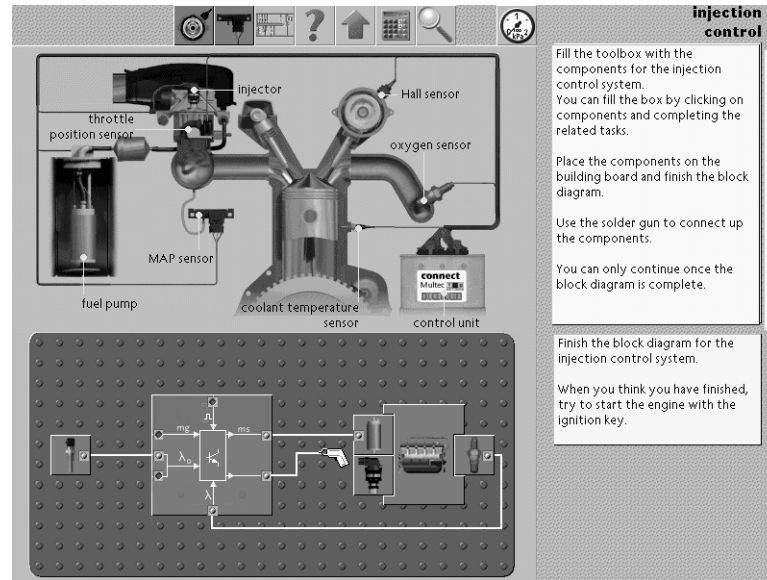 injection
control
Fill the toolbox with the
components for the injection
control system.
You can fill the box by clicking on
components and completing the
related tasks.
Place the components on the
building board and finish the block
diagram.
Use the solder gun to connect up
the components.
You can only continue once the
block diagram is complete.
Finish the block diagram for the
injection control system.
When you think you have finished,
try to start the engine with the
ignition key.
injector
Hall sensor
throttle
position sensor
oxygen sensor
MAP sensor
fuel pump
coolant temperature
sensor
connect
Multec
control unit
mg
ms
λo
λ
?
1
kPa
2